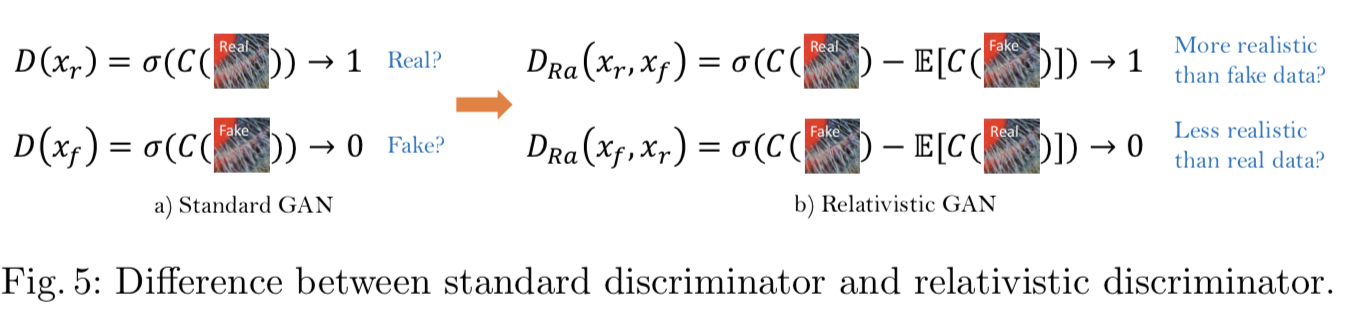 D(x_r) = σ(C(Real)) → 1 Real?
D(x_f) = σ(C(Fake)) → 0 Fake?
a) Standard GAN
D_Ra(x_r, x_f) = σ(C(Real) − 𝔼[C(Fake)]) → 1 More realistic
than fake data?
D_Ra(x_f, x_r) = σ(C(Fake) − 𝔼[C(Real)]) → 0 Less realistic
than real data?
b) Relativistic GAN
Fig. 5: Difference between standard discriminator and relativistic discriminator.